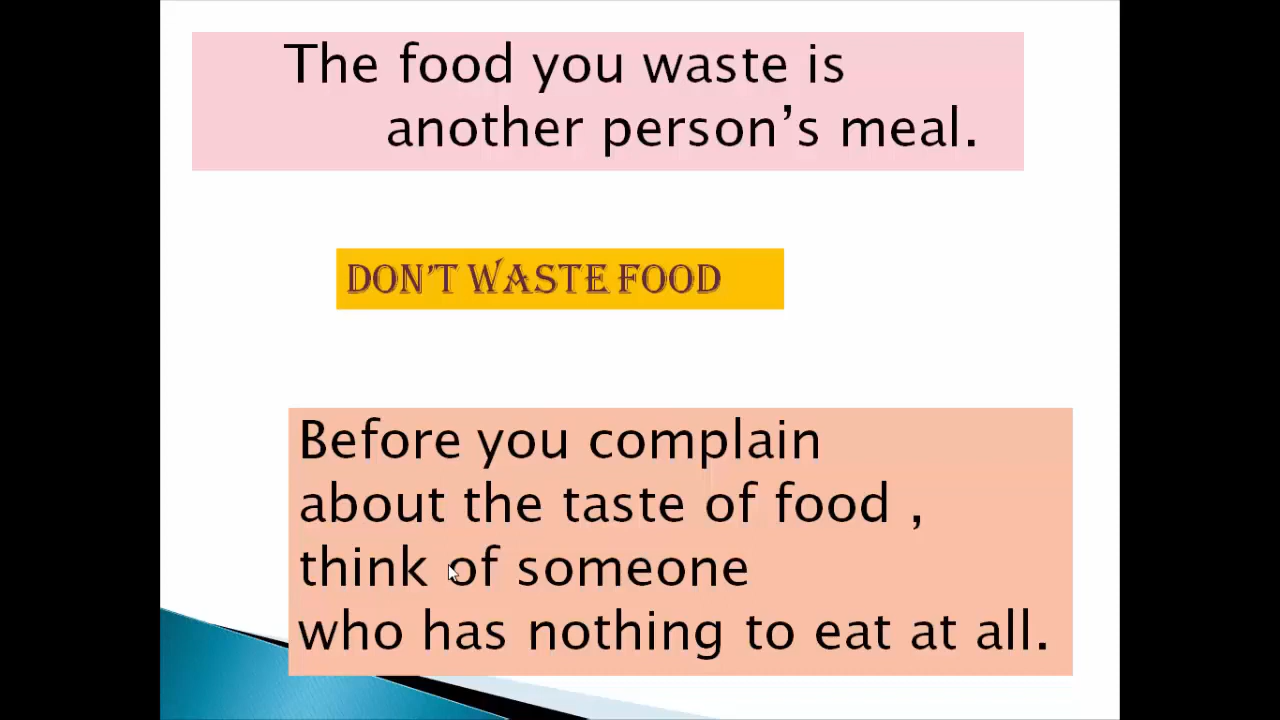 The food you waste is
another person’s meal.
DON’T WASTE FOOD
Before you complain
about the taste of food ,
think of someone
who has nothing to eat at all.